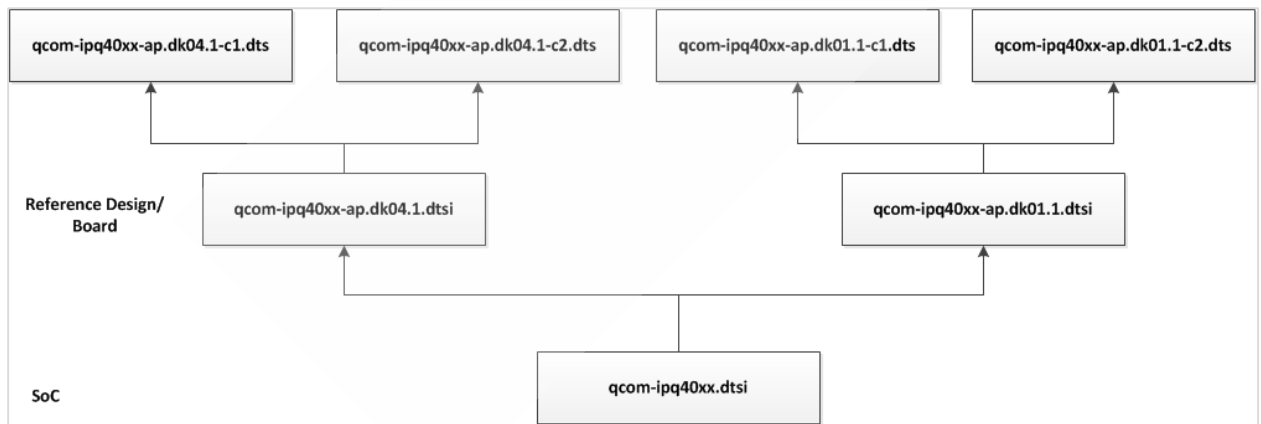 qcom-ipq40xx-ap.dk04.1-c1.dts
qcom-ipq40xx-ap.dk04.1-c2.dts
qcom-ipq40xx-ap.dk01.1-c1.dts
qcom-ipq40xx-ap.dk01.1-c2.dts
Reference Design/
Board
qcom-ipq40xx-ap.dk04.1.dtsi
qcom-ipq40xx-ap.dk01.1.dtsi
SoC
qcom-ipq40xx.dtsi